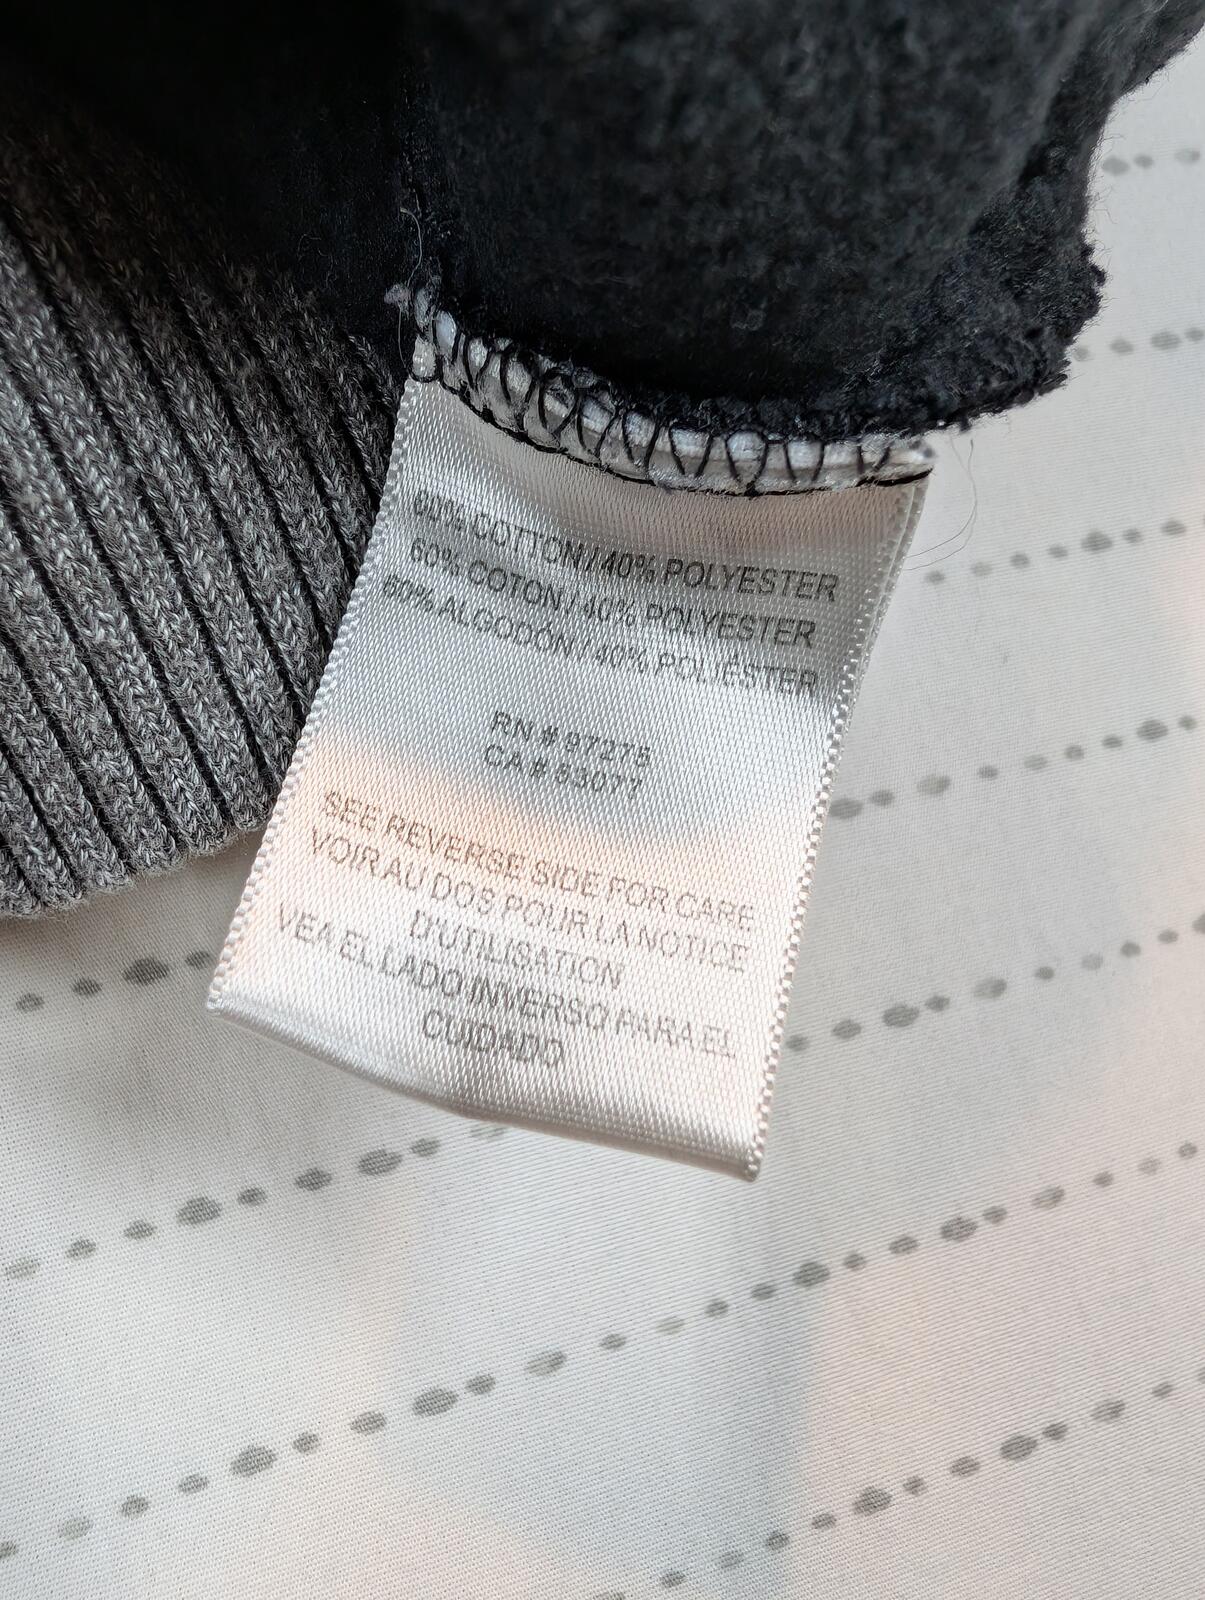 60% COTTON / 40% POLYESTER
60% COTON / 40% POLYESTER
60% ALGODÓN / 40% POLIÉSTER
RN # 97275
CA # 53077
SEE REVERSE SIDE FOR CARE
VOIR AU DOS POUR LA NOTICE
D'UTILISATION
VEA EL LADO INVERSO PARA EL
CUIDADO